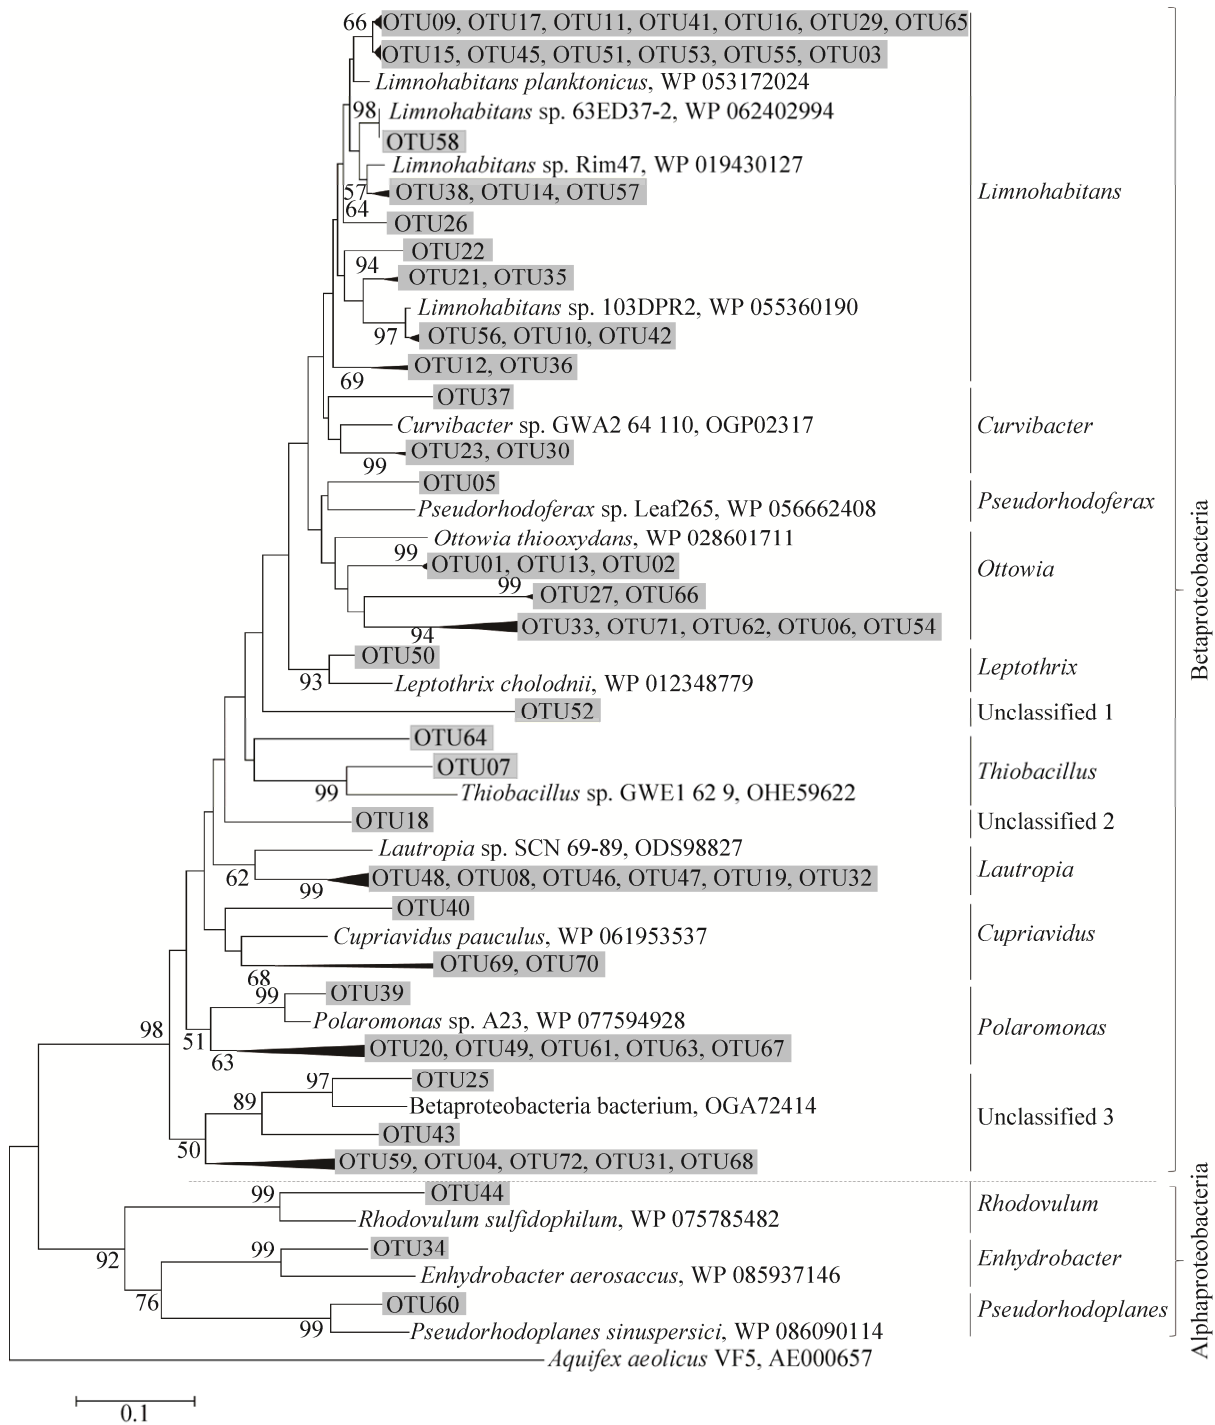 66
OTU09, OTU17, OTU11, OTU41, OTU16, OTU29, OTU65
OTU15, OTU45, OTU51, OTU53, OTU55, OTU03
Limnohabitans planktonicus, WP 053172024
98
Limnohabitans sp. 63ED37-2, WP 062402994
OTU58
Limnohabitans sp. Rim47, WP 019430127
57
OTU38, OTU14, OTU57
Limnohabitans
64
OTU26
OTU22
94
OTU21, OTU35
Limnohabitans sp. 103DPR2, WP 055360190
97
OTU56, OTU10, OTU42
OTU12, OTU36
69
OTU37
Curvibacter sp. GWA2 64 110, OGP02317
Curvibacter
OTU23, OTU30
99
OTU05
Pseudorhodoferax sp. Leaf265, WP 056662408
Pseudorhodoferax
Ottowia thiooxydans, WP 028601711
99
OTU01, OTU13, OTU02
Ottowia
99
OTU27, OTU66
OTU33, OTU71, OTU62, OTU06, OTU54
94
Betaproteobacteria
OTU50
Leptothrix
93
Leptothrix cholodnii, WP 012348779
OTU52
Unclassified 1
OTU64
OTU07
Thiobacillus
99
Thiobacillus sp. GWE1 62 9, OHE59622
OTU18
Unclassified 2
Lautropia sp. SCN 69-89, ODS98827
Lautropia
62
99
OTU48, OTU08, OTU46, OTU47, OTU19, OTU32
OTU40
Cupriavidus pauculus, WP 061953537
Cupriavidus
OTU69, OTU70
68
99
OTU39
Polaromonas sp. A23, WP 077594928
Polaromonas
98
51
OTU20, OTU49, OTU61, OTU63, OTU67
63
97
OTU25
89
Betaproteobacteria bacterium, OGA72414
Unclassified 3
OTU43
50
OTU59, OTU04, OTU72, OTU31, OTU68
99
OTU44
Rhodovulum
Rhodovulum sulfidophilum, WP 075785482
Alphaproteobacteria
92
99
OTU34
Enhydrobacter
Enhydrobacter aerosaccus, WP 085937146
76
OTU60
Pseudorhodoplanes
99
Pseudorhodoplanes sinuspersici, WP 086090114
Aquifex aeolicus VF5, AE000657
0.1